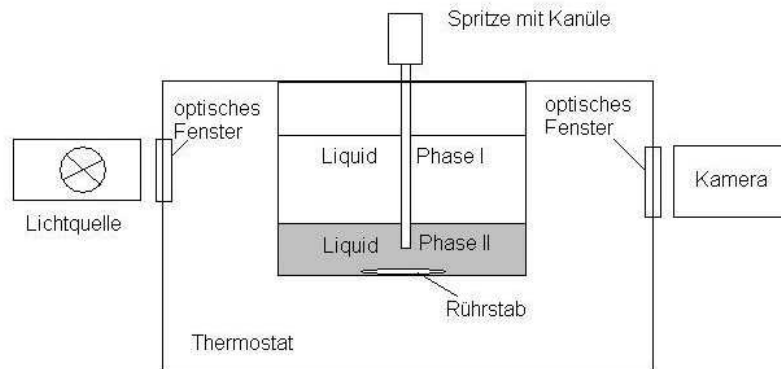 Spritze mit Kanüle
optisches
Fenster
optisches
Fenster
Liquid Phase I
Kamera
Lichtquelle
Liquid Phase II
Rührstab
Thermostat